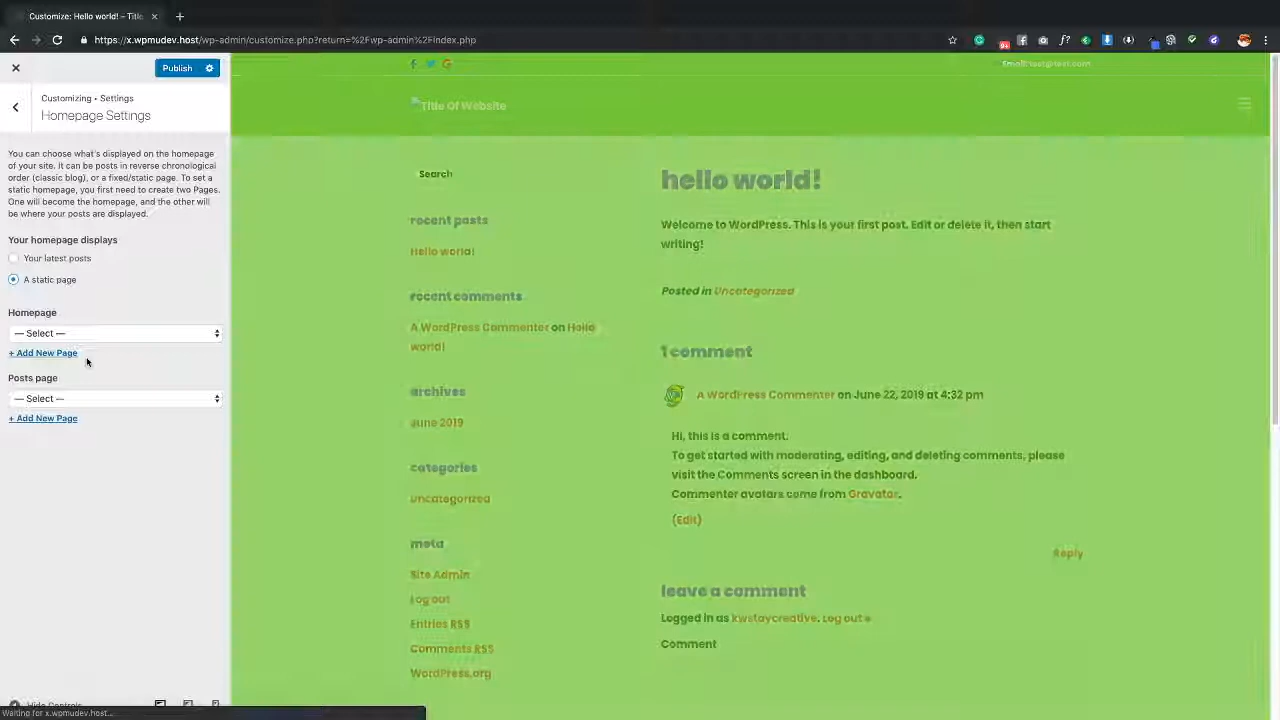 Customize: Hello world! – Title
https://x.wpmudev.host/wp-admin/customize.php?return=%2Fwp-admin%2Findex.php
Publish
Customizing • Settings
Homepage Settings
You can choose what's displayed on the homepage
of your site. It can be posts in reverse chronological
order (classic blog), or a fixed/static page. To set a
static homepage, you first need to create two Pages.
One will become the homepage, and the other will
be where your posts are displayed.
Your homepage displays
Your latest posts
A static page
Homepage
— Select —
+ Add New Page
Posts page
— Select —
+ Add New Page
Hide Controls
Waiting for x.wpmudev.host...
Email: test@test.com
Title Of Website
Search
recent posts
Hello world!
recent comments
A WordPress Commenter on Hello
world!
archives
June 2019
categories
Uncategorized
meta
Site Admin
Log out
Entries RSS
Comments RSS
WordPress.org
hello world!
Welcome to WordPress. This is your first post. Edit or delete it, then start
writing!
Posted in Uncategorized
1 comment
A WordPress Commenter on June 22, 2019 at 4:32 pm
Hi, this is a comment.
To get started with moderating, editing, and deleting comments, please
visit the Comments screen in the dashboard.
Commenter avatars come from Gravatar.
(Edit)
Reply
leave a comment
Logged in as kwstaycreative. Log out »
Comment